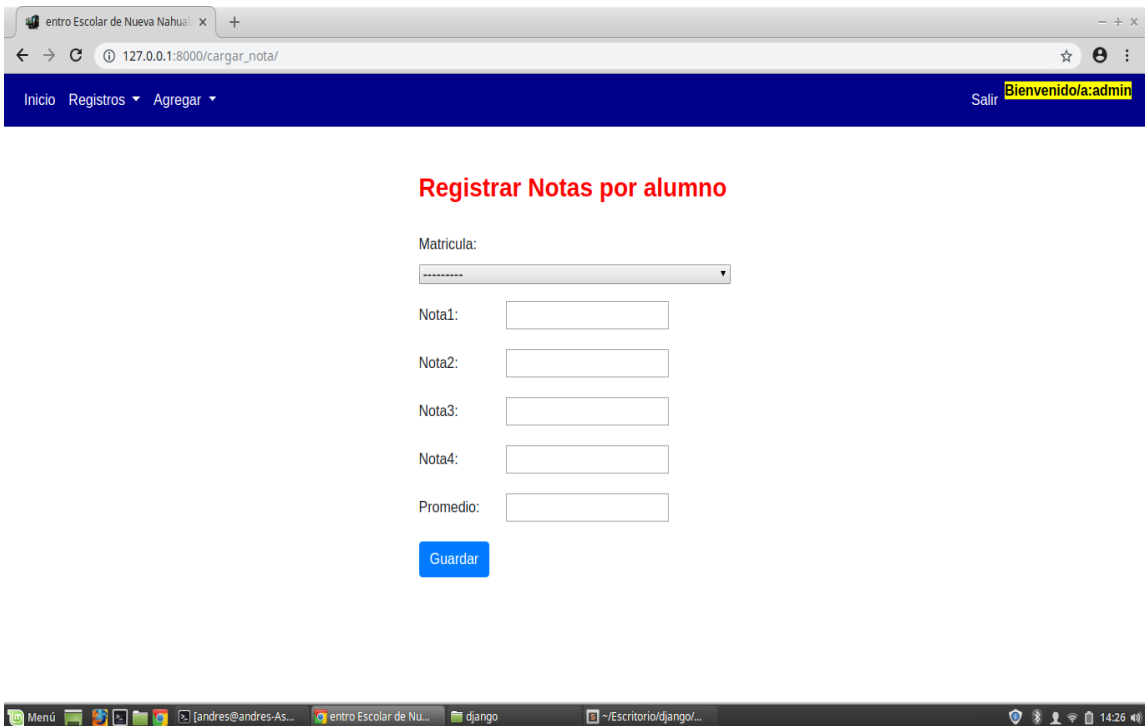 entro Escolar de Nueva Nahual
127.0.0.1:8000/cargar_nota/
Inicio Registros Agregar Salir Bienvenido/a:admin
Registrar Notas por alumno
Matricula:
---------
Nota1:
Nota2:
Nota3:
Nota4:
Promedio:
Guardar
Menú [andres@andres-As... entro Escolar de Nu... django ~/Escritorio/django/... 14:26